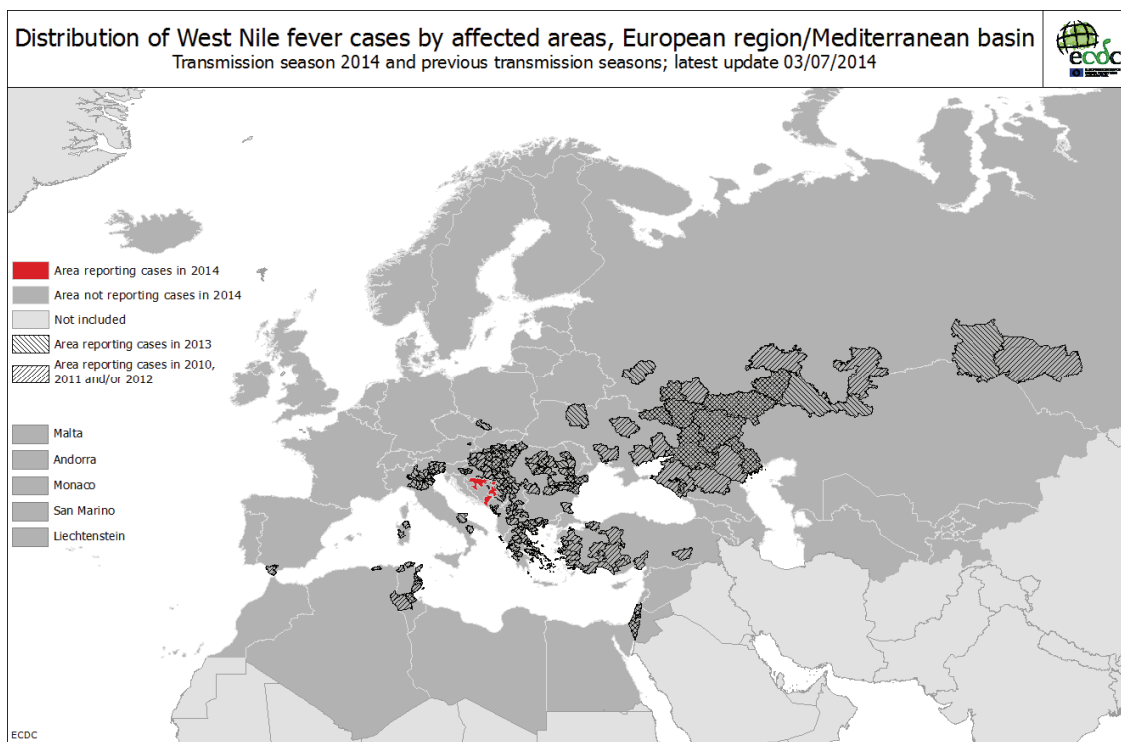 Distribution of West Nile fever cases by affected areas, European region/Mediterranean basin
Transmission season 2014 and previous transmission seasons; latest update 03/07/2014
ecdc
Area reporting cases in 2014
Area not reporting cases in 2014
Not included
Area reporting cases in 2013
Area reporting cases in 2010,
2011 and/or 2012
Malta
Andorra
Monaco
San Marino
Liechtenstein
ECDC